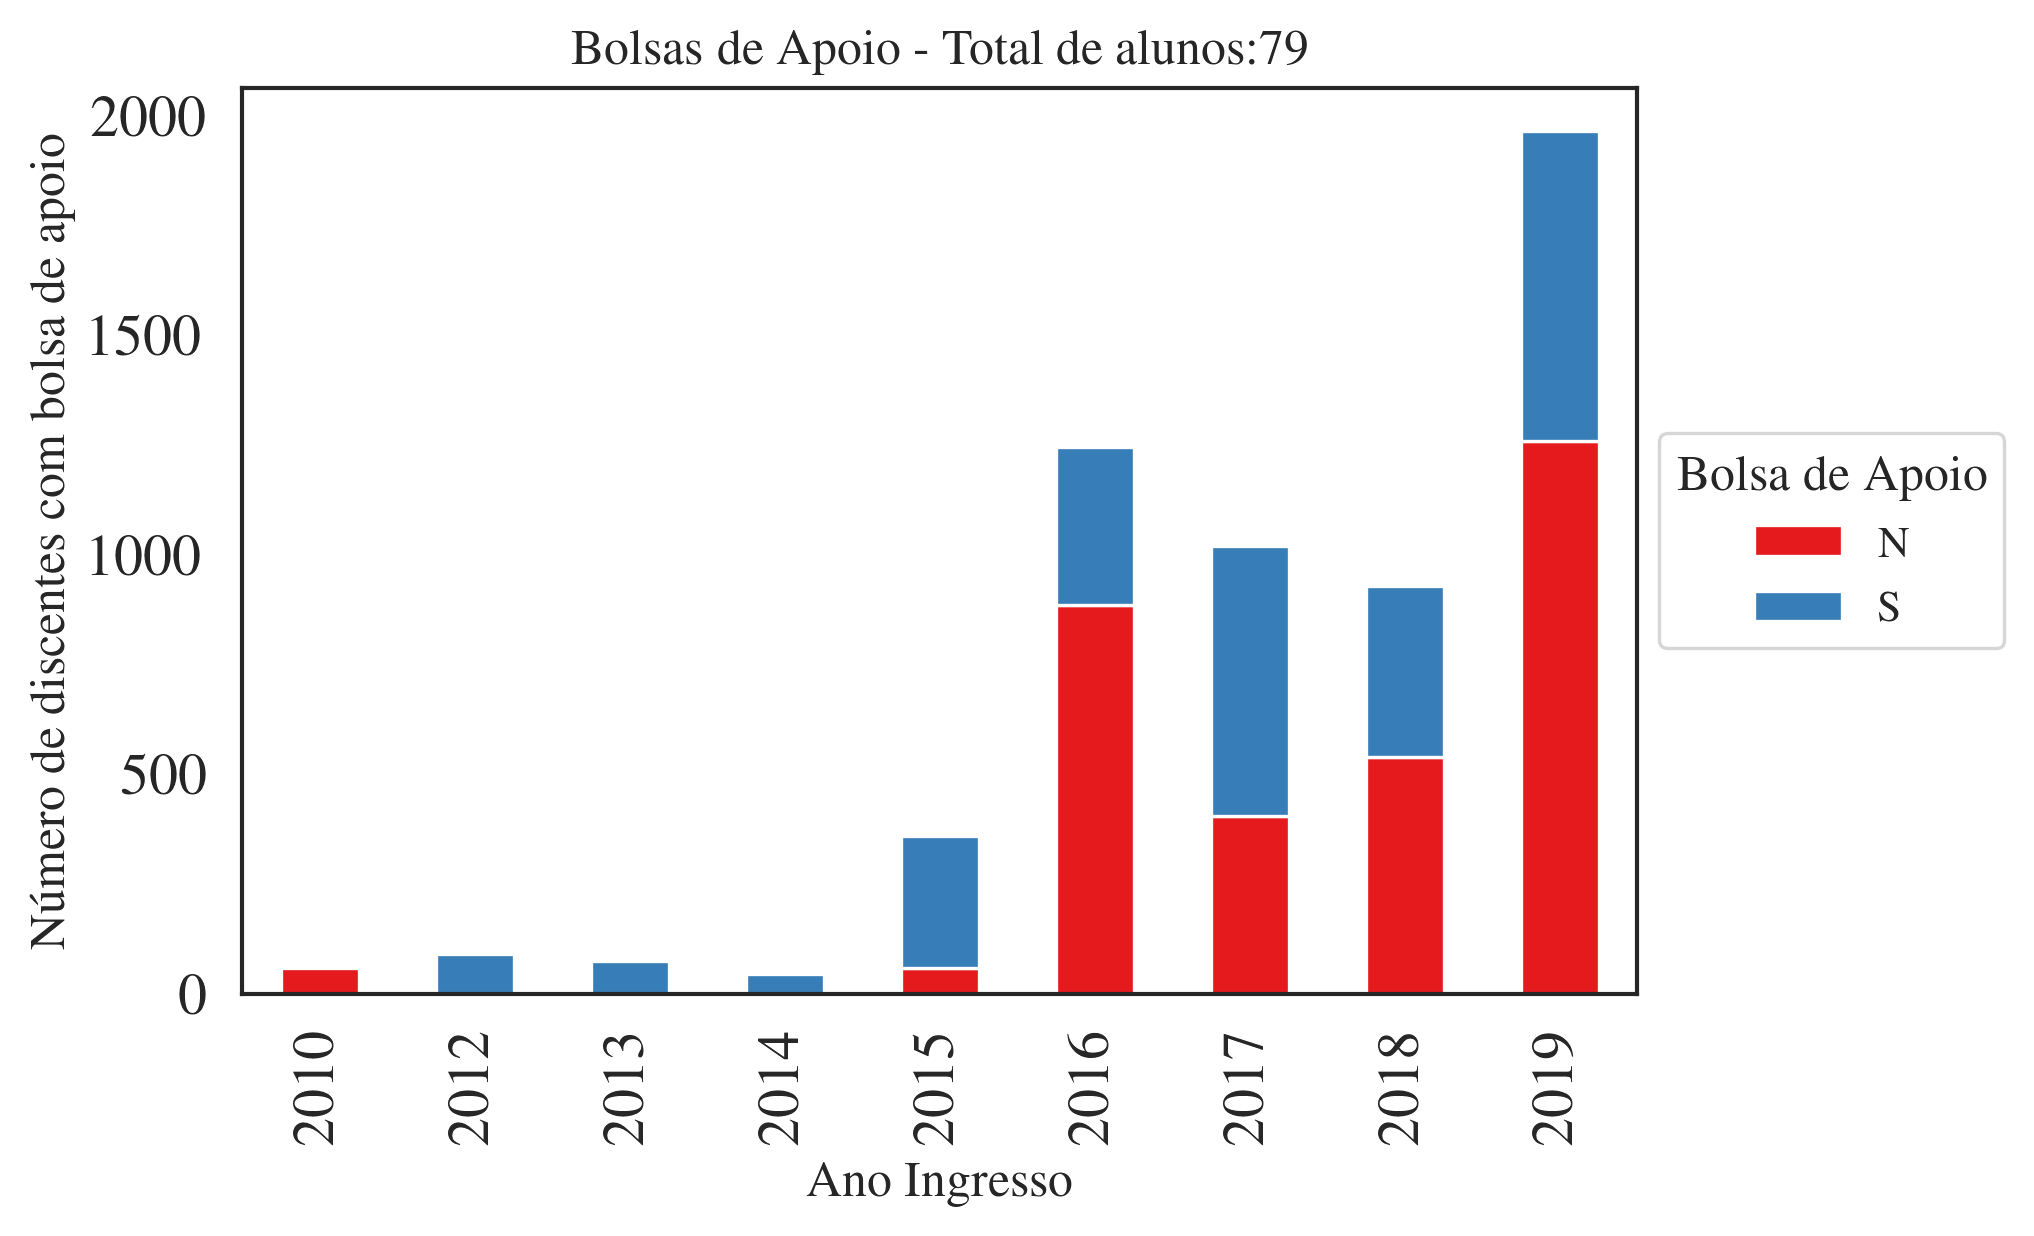 Bolsas de Apoio - Total de alunos:79
Número de discentes com bolsa de apoio
2000
1500
1000
500
0
2010
2012
2013
2014
2015
2016
2017
2018
2019
Ano Ingresso
Bolsa de Apoio
N
S